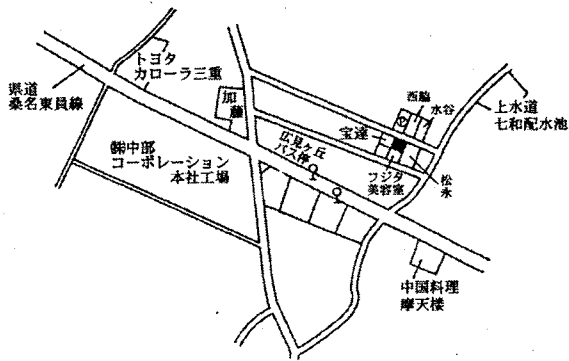 トヨタ
カローラ三重
県道
桑名東員線
加藤
西脇
水谷
上水道
七和配水池
宝達
広見ヶ丘
バス停
㈱中部
コーポレーション
本社工場
フジタ
美容室
松永
中国料理
摩天楼